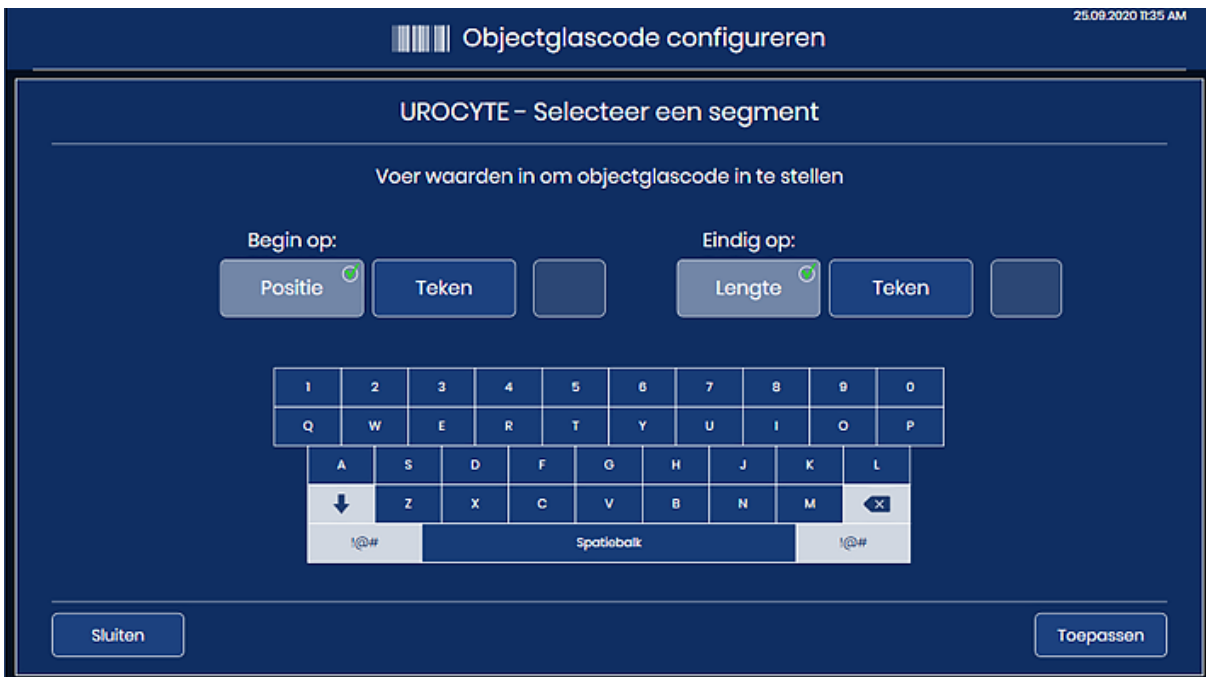 25.09.2020 11:35 AM
Objectglascode configureren
UROCYTE - Selecteer een segment
Voer waarden in om objectglascode in te stellen
Begin op: Eindig op:
Positie Teken Lengte Teken
1 2 3 4 5 6 7 8 9 0
Q W E R T Y U I O P
A S D F G H J K L
Z X C V B N M
!@# Spatiebalk !@#
Sluiten Toepassen